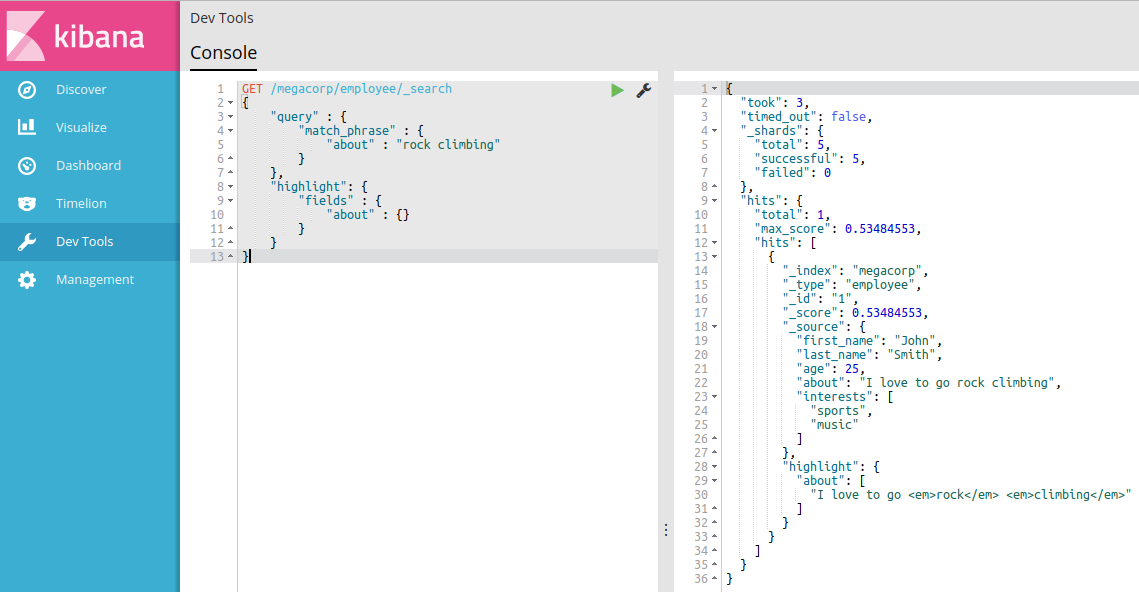 kibana
Discover
Visualize
Dashboard
Timelion
Dev Tools
Management
Dev Tools
Console
1 GET /megacorp/employee/_search
2 {
3 "query" : {
4 "match_phrase" : {
5 "about" : "rock climbing"
6 }
7 },
8 "highlight": {
9 "fields" : {
10 "about" : {}
11 }
12 }
13 }
1 {
2 "took": 3,
3 "timed_out": false,
4 "_shards": {
5 "total": 5,
6 "successful": 5,
7 "failed": 0
8 },
9 "hits": {
10 "total": 1,
11 "max_score": 0.53484553,
12 "hits": [
13 {
14 "_index": "megacorp",
15 "_type": "employee",
16 "_id": "1",
17 "_score": 0.53484553,
18 "_source": {
19 "first_name": "John",
20 "last_name": "Smith",
21 "age": 25,
22 "about": "I love to go rock climbing",
23 "interests": [
24 "sports",
25 "music"
26 ]
27 },
28 "highlight": {
29 "about": [
30 "I love to go <em>rock</em> <em>climbing</em>"
31 ]
32 }
33 }
34 ]
35 }
36 }